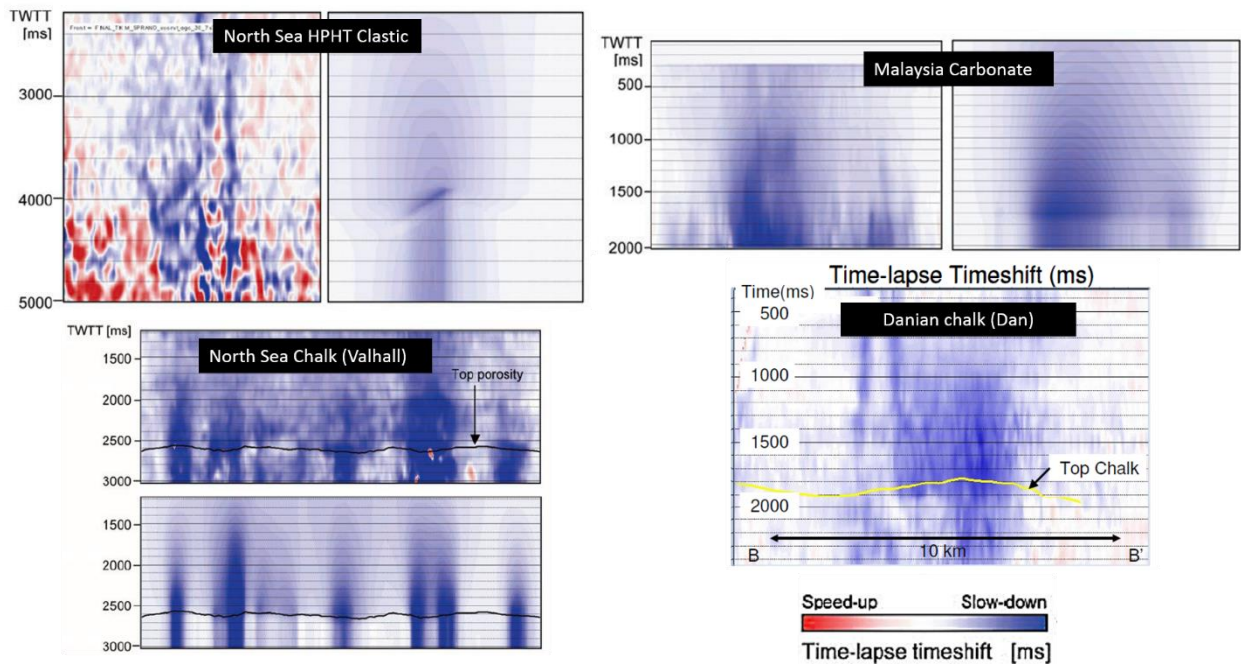 TWTT
[ms]
North Sea HPHT Clastic
3000
4000
5000
TWTT
[ms]
Malaysia Carbonate
500
1000
1500
2000
TWTT [ms]
North Sea Chalk (Valhall)
Top porosity
1500
2000
2500
3000
1500
2000
2500
3000
Time-lapse Timeshift (ms)
Time(ms)
Danian chalk (Dan)
500
1000
1500
2000
Top Chalk
10 km
B
B'
Speed-up
Slow-down
Time-lapse timeshift [ms]